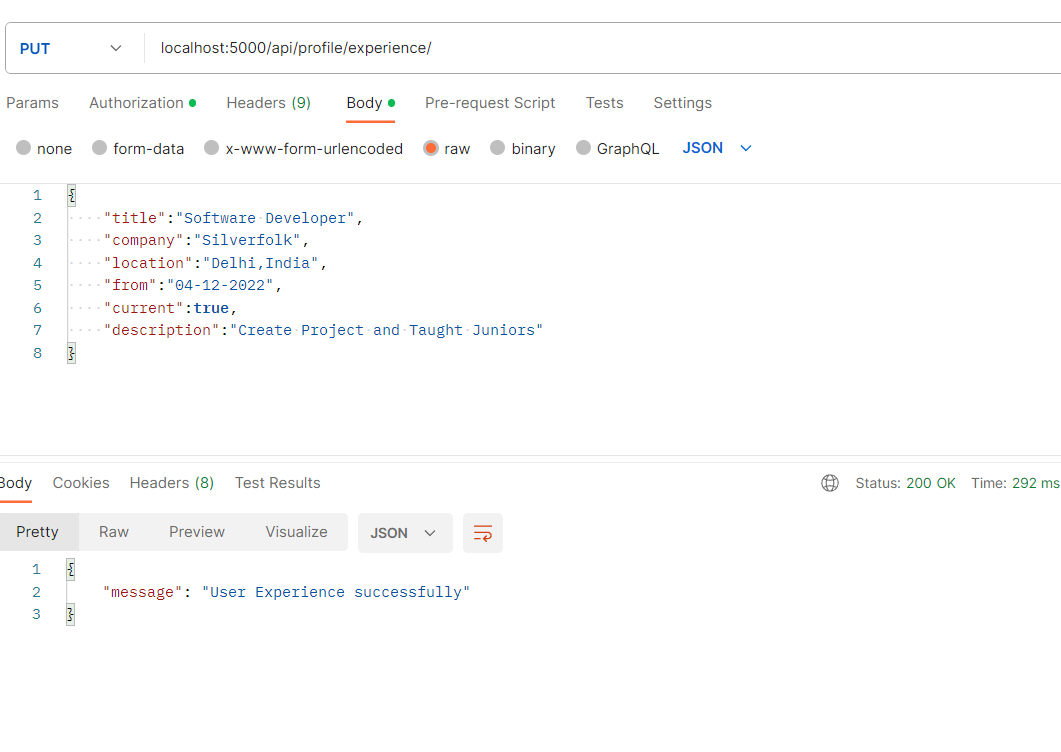 PUT localhost:5000/api/profile/experience/
Params Authorization Headers (9) Body Pre-request Script Tests Settings
none form-data x-www-form-urlencoded raw binary GraphQL JSON
1 {
2 "title":"Software Developer",
3 "company":"Silverfolk",
4 "location":"Delhi,India",
5 "from":"04-12-2022",
6 "current":true,
7 "description":"Create Project and Taught Juniors"
8 }
Body Cookies Headers (8) Test Results Status: 200 OK Time: 292 ms
Pretty Raw Preview Visualize JSON
1 {
2 "message": "User Experience successfully"
3 }